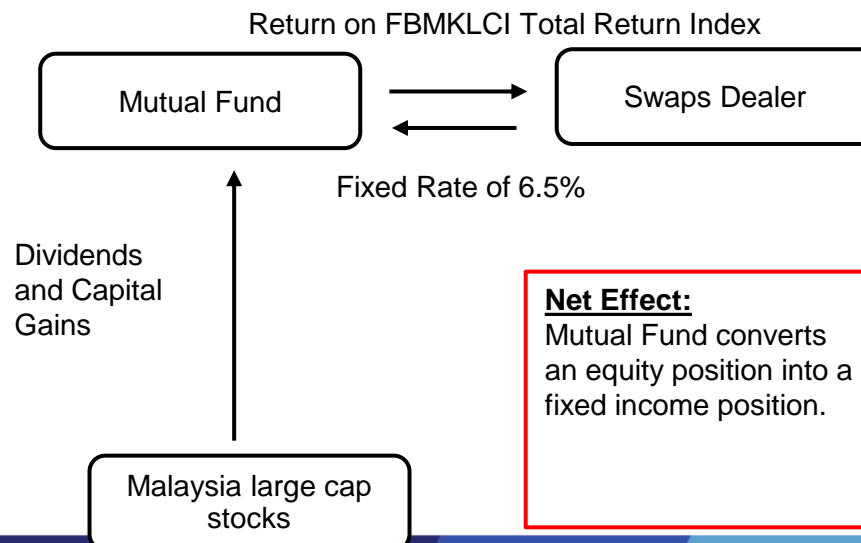 Return on FBMKLCI Total Return Index
Mutual Fund
Swaps Dealer
Fixed Rate of 6.5%
Dividends
and Capital
Gains
Net Effect:
Mutual Fund converts
an equity position into a
fixed income position.
Malaysia large cap
stocks